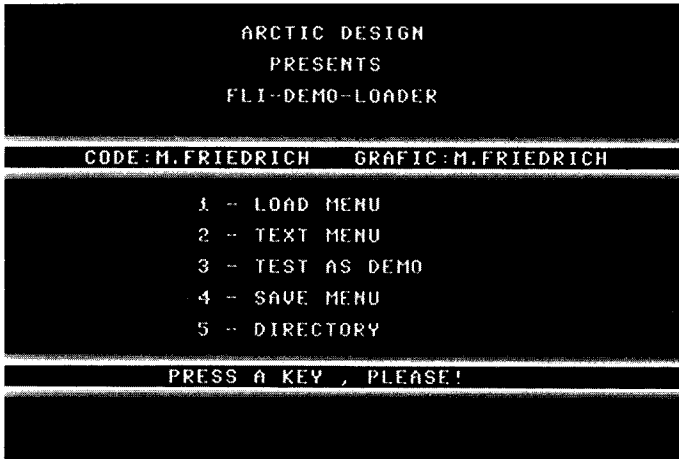 ARCTIC DESIGN
PRESENTS
FLI-DEMO-LOADER
CODE:M.FRIEDRICH GRAFIC:M.FRIEDRICH
1 - LOAD MENU
2 - TEXT MENU
3 - TEST AS DEMO
4 - SAVE MENU
5 - DIRECTORY
PRESS A KEY , PLEASE!